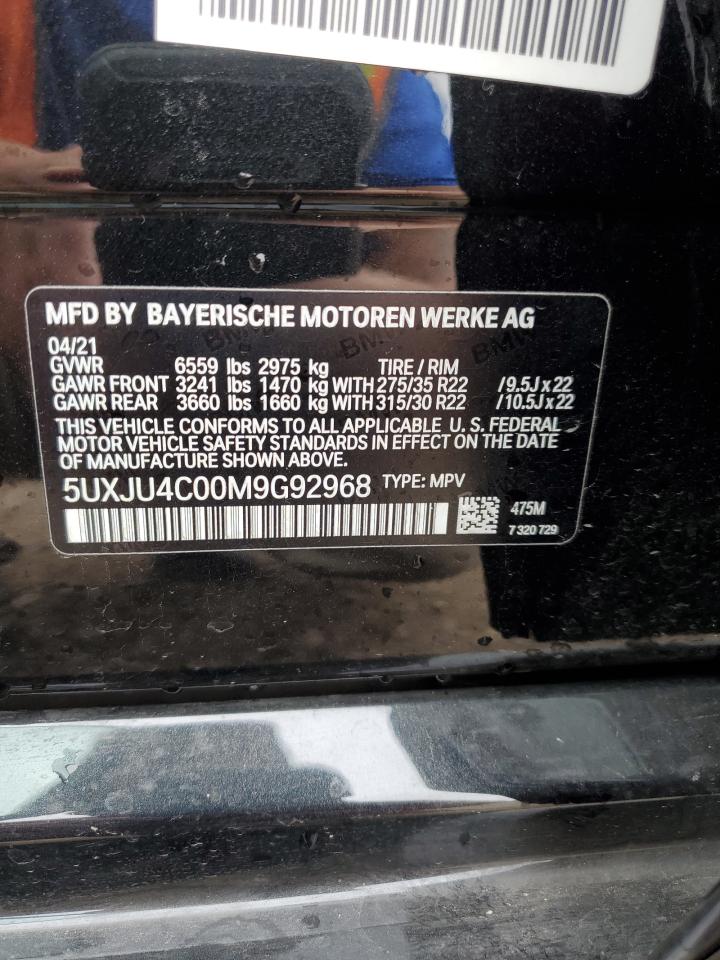 MFD BY BAYERISCHE MOTOREN WERKE AG
04/21
GVWR 6559 lbs 2975 kg TIRE / RIM
GAWR FRONT 3241 lbs 1470 kg WITH 275/35 R22 /9.5J x 22
GAWR REAR 3660 lbs 1660 kg WITH 315/30 R22 /10.5J x 22
THIS VEHICLE CONFORMS TO ALL APPLICABLE U. S. FEDERAL
MOTOR VEHICLE SAFETY STANDARDS IN EFFECT ON THE DATE
OF MANUFACTURE SHOWN ABOVE.
5UXJU4C00M9G92968 TYPE: MPV
475M
7 320 729